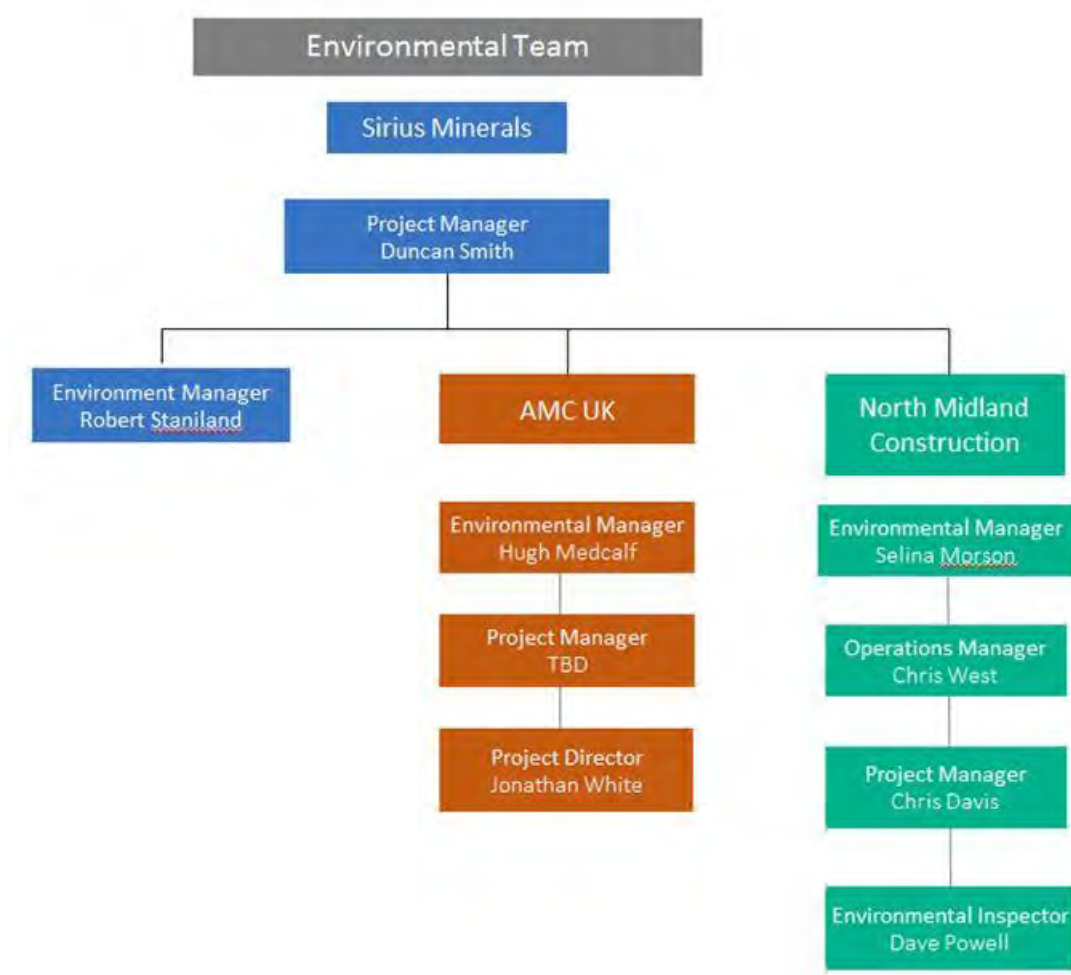 Environmental Team
Sirius Minerals
Project Manager
Duncan Smith
Environment Manager
Robert Staniland
AMC UK
Environmental Manager
Hugh Medcalf
Project Manager
TBD
Project Director
Jonathan White
North Midland
Construction
Environmental Manager
Selina Morson
Operations Manager
Chris West
Project Manager
Chris Davis
Environmental Inspector
Dave Powell